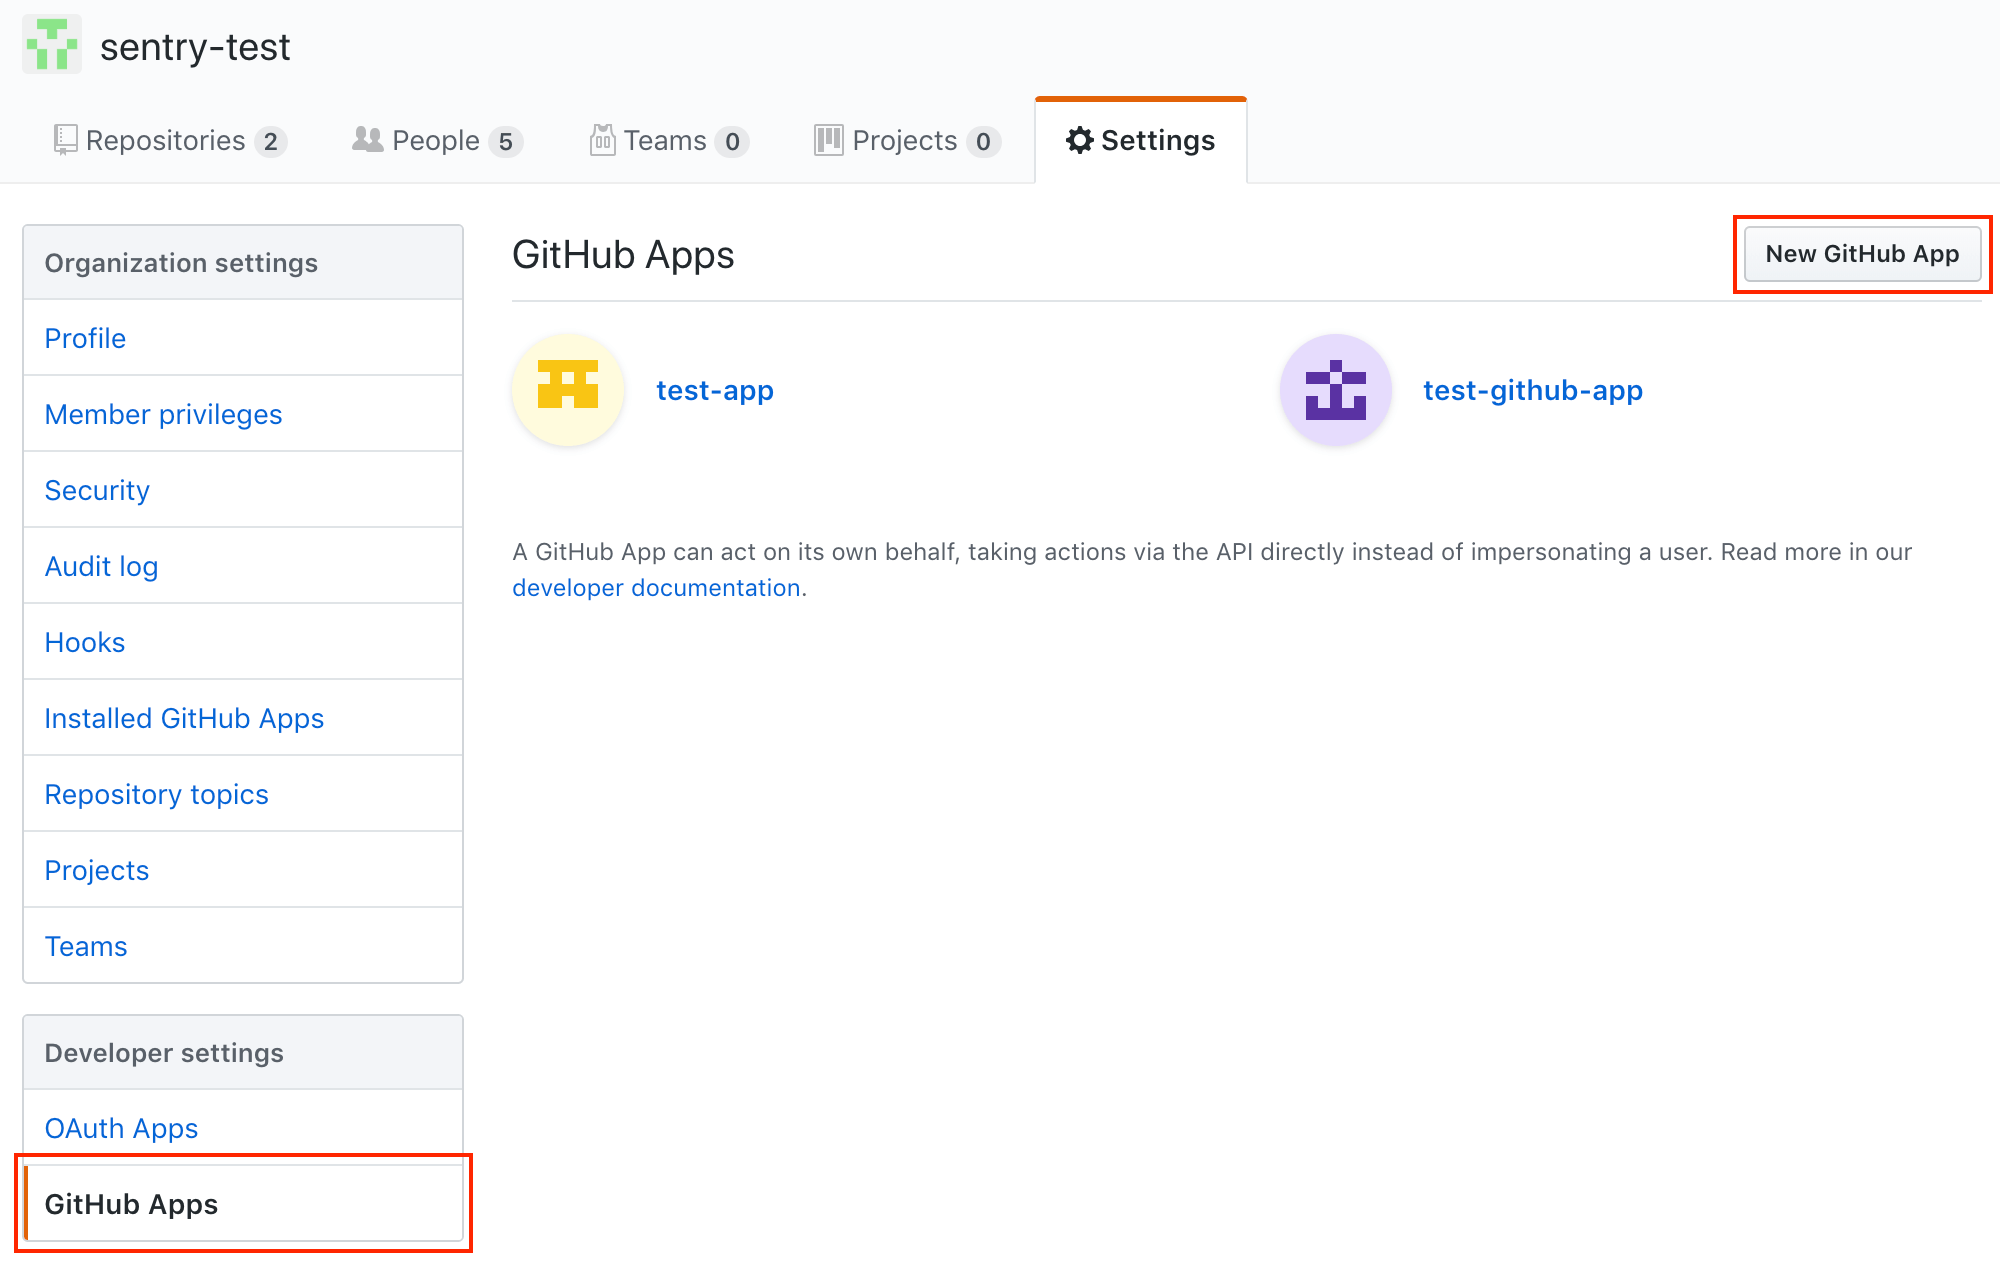 sentry-test
Repositories 2 People 5 Teams 0 Projects 0 Settings
Organization settings
Profile
Member privileges
Security
Audit log
Hooks
Installed GitHub Apps
Repository topics
Projects
Teams
Developer settings
OAuth Apps
GitHub Apps
GitHub Apps
New GitHub App
test-app
test-github-app
A GitHub App can act on its own behalf, taking actions via the API directly instead of impersonating a user. Read more in our
developer documentation.